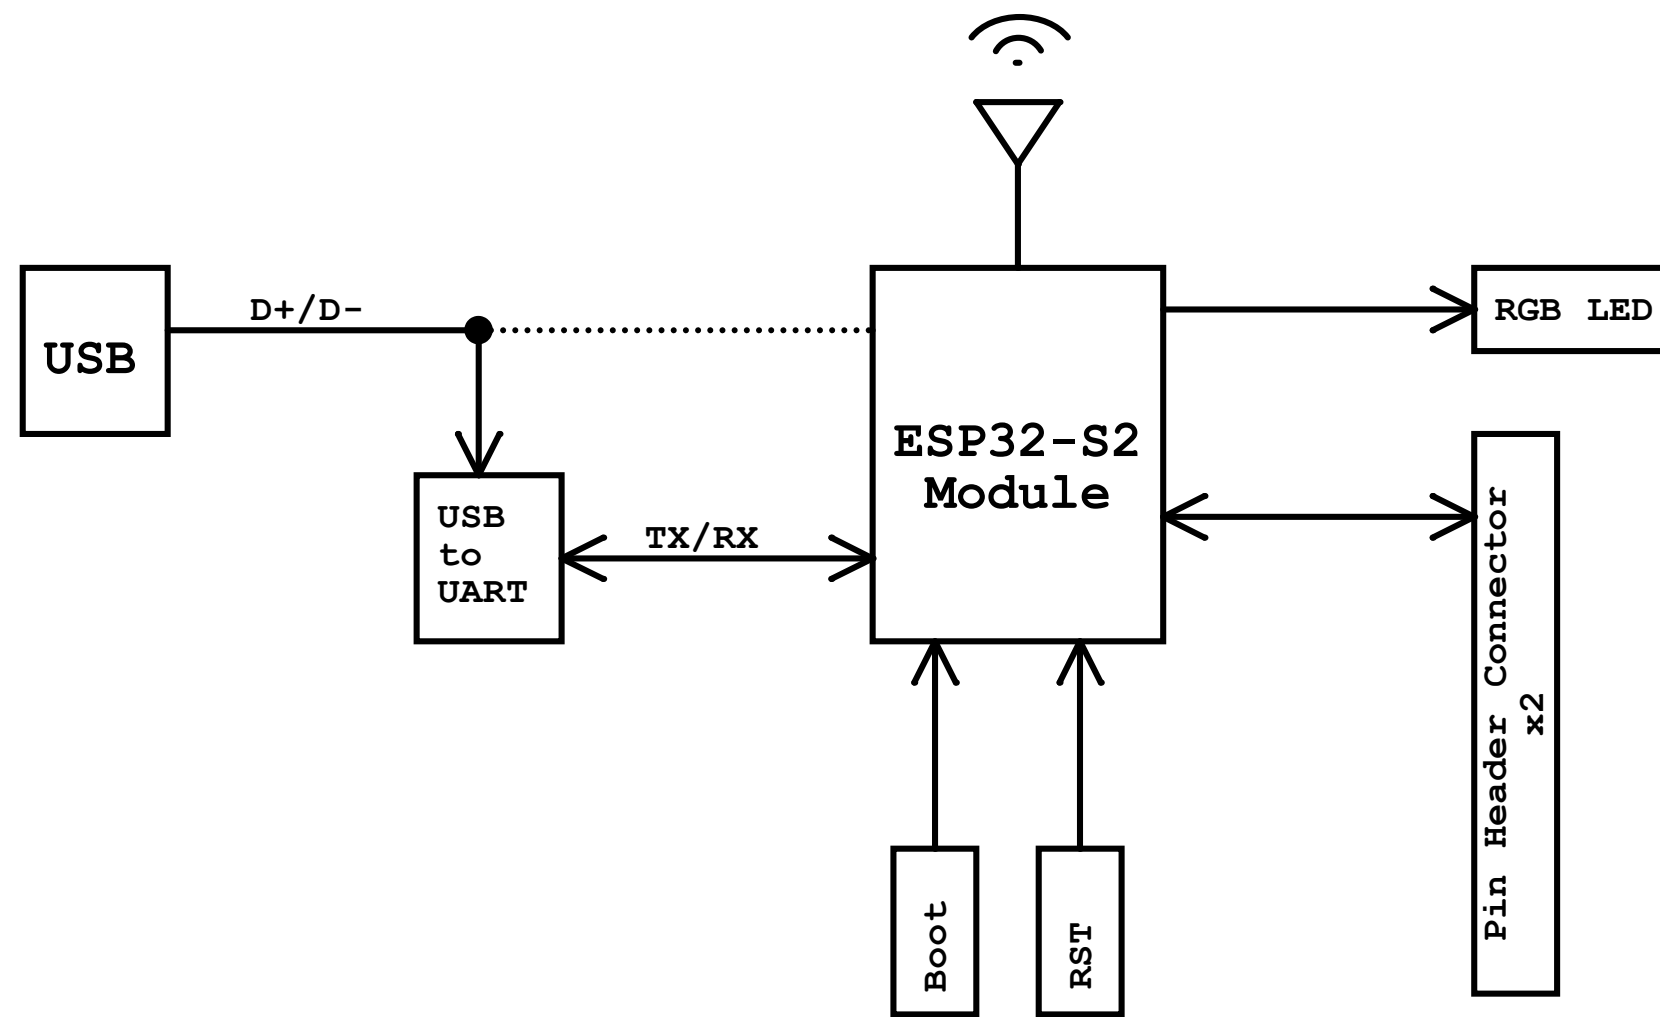 D+/D-
USB
RGB LED
ESP32-S2
Module
USB
to
UART
TX/RX
Pin Header Connector
x2
Boot
RST